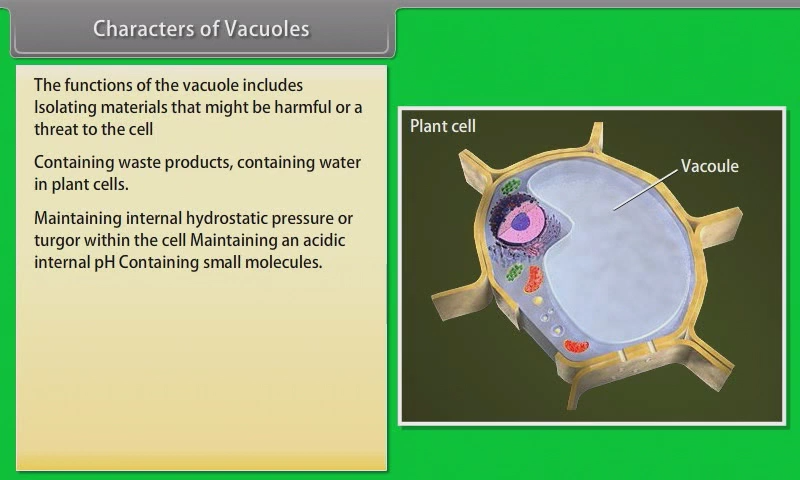 Characters of Vacuoles
The functions of the vacuole includes
Isolating materials that might be harmful or a
threat to the cell
Containing waste products, containing water
in plant cells.
Maintaining internal hydrostatic pressure or
turgor within the cell Maintaining an acidic
internal pH Containing small molecules.
Plant cell
Vacoule